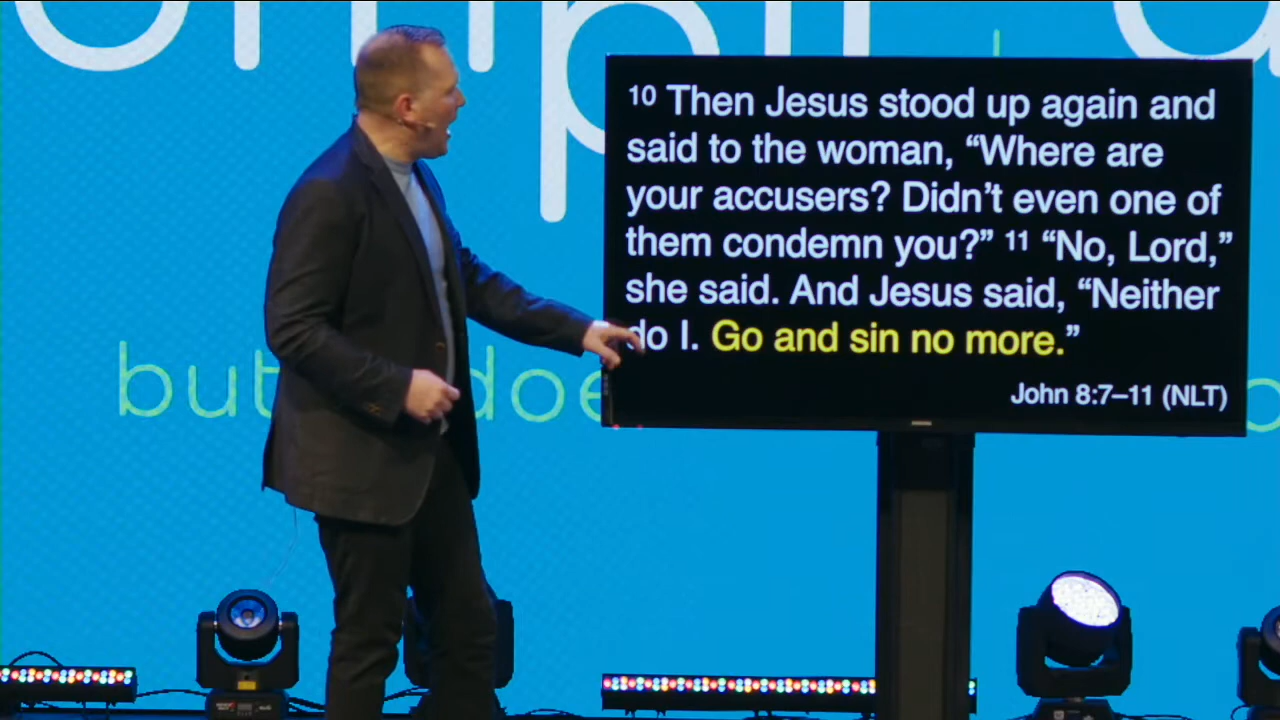 10 Then Jesus stood up again and
said to the woman, “Where are
your accusers? Didn’t even one of
them condemn you?” 11 “No, Lord,”
she said. And Jesus said, “Neither
do I. Go and sin no more.”
John 8:7–11 (NLT)
but